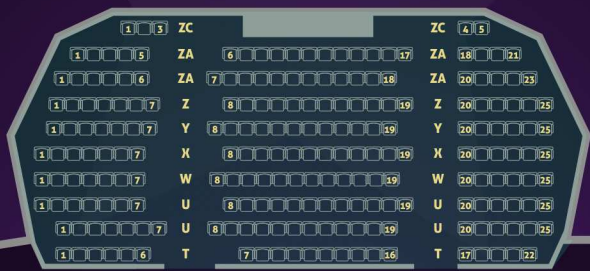 1 3 ZC ZC 4 5
1 5 ZA 6 17 ZA 18 21
1 6 ZA 7 18 ZA 20 23
1 7 Z 8 19 Z 20 25
1 7 Y 8 19 Y 20 25
1 7 X 8 19 X 20 25
1 7 W 8 19 W 20 25
1 7 U 8 19 U 20 25
1 7 U 8 19 U 20 25
1 6 T 7 16 T 17 22